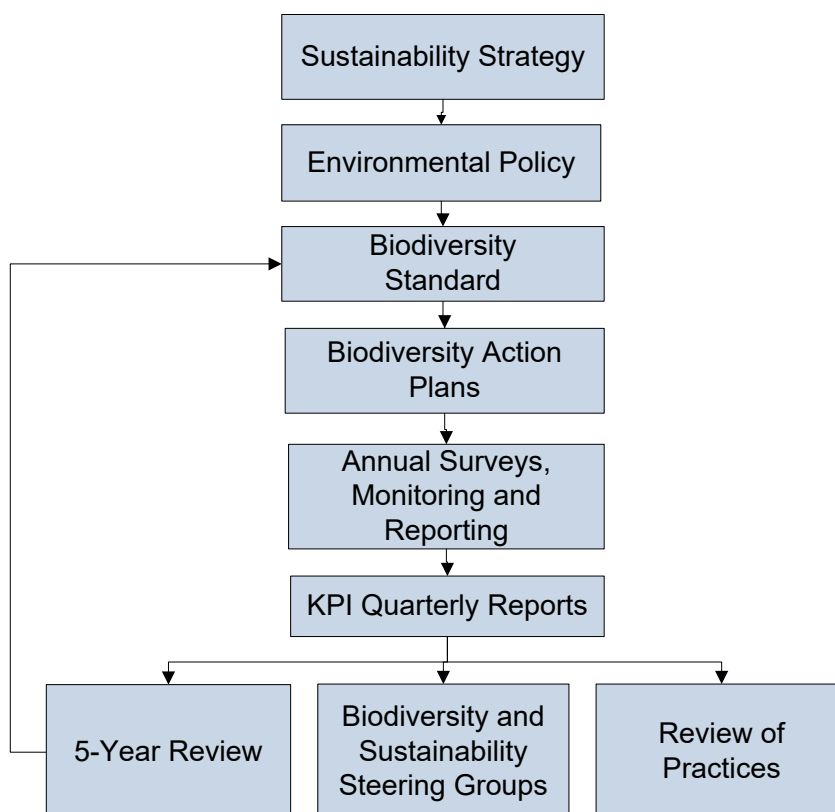 Sustainability Strategy
Environmental Policy
Biodiversity
Standard
Biodiversity Action
Plans
Annual Surveys,
Monitoring and
Reporting
KPI Quarterly Reports
5-Year Review
Biodiversity and
Sustainability
Steering Groups
Review of
Practices